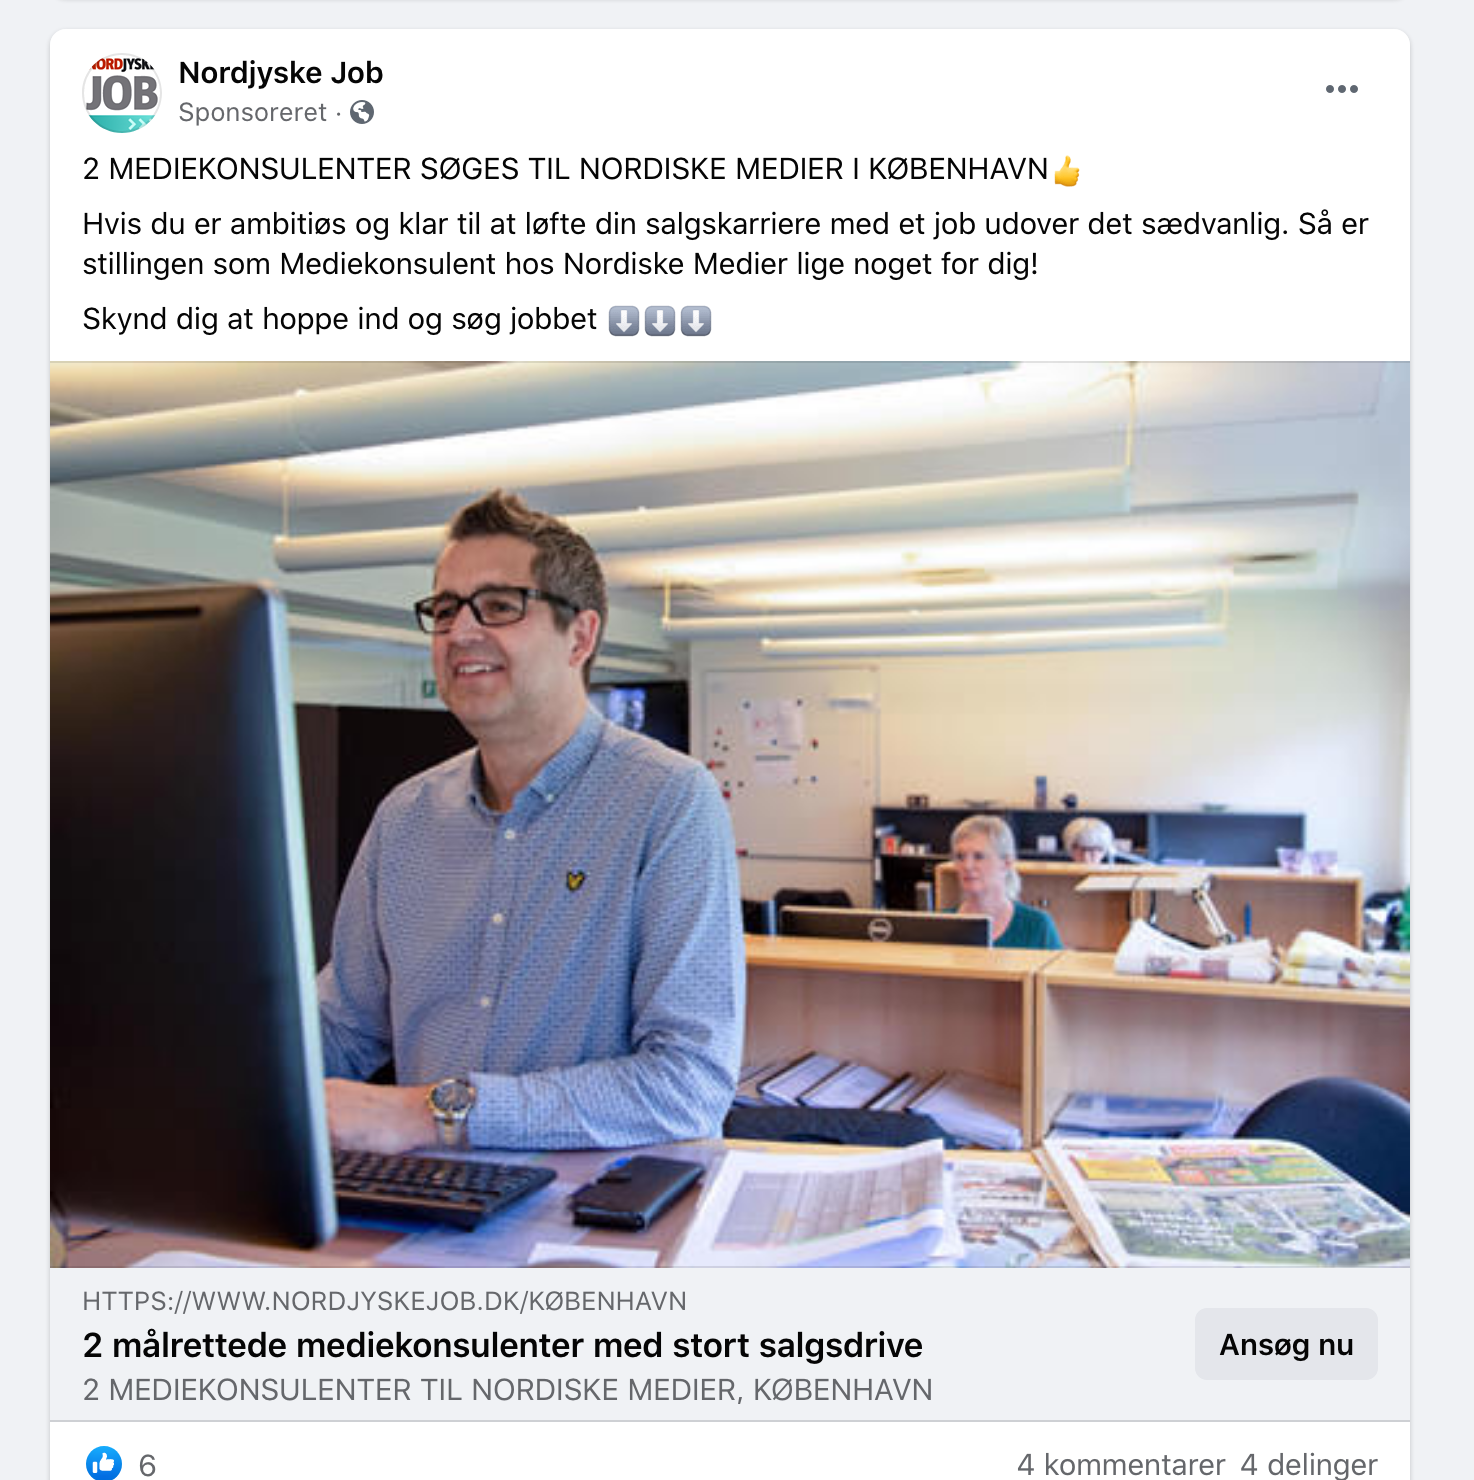 NORDJYSK
JOB
Nordjyske Job
Sponsoreret ·
2 MEDIEKONSULENTER SØGES TIL NORDISKE MEDIER I KØBENHAVN👍
Hvis du er ambitiøs og klar til at løfte din salgskarriere med et job udover det sædvanlig. Så er
stillingen som Mediekonsulent hos Nordiske Medier lige noget for dig!
Skynd dig at hoppe ind og søg jobbet ⬇️⬇️⬇️
HTTPS://WWW.NORDJYSKEJOB.DK/KØBENHAVN
2 målrettede mediekonsulenter med stort salgsdrive
2 MEDIEKONSULENTER TIL NORDISKE MEDIER, KØBENHAVN
Ansøg nu
6
4 kommentarer 4 delinger